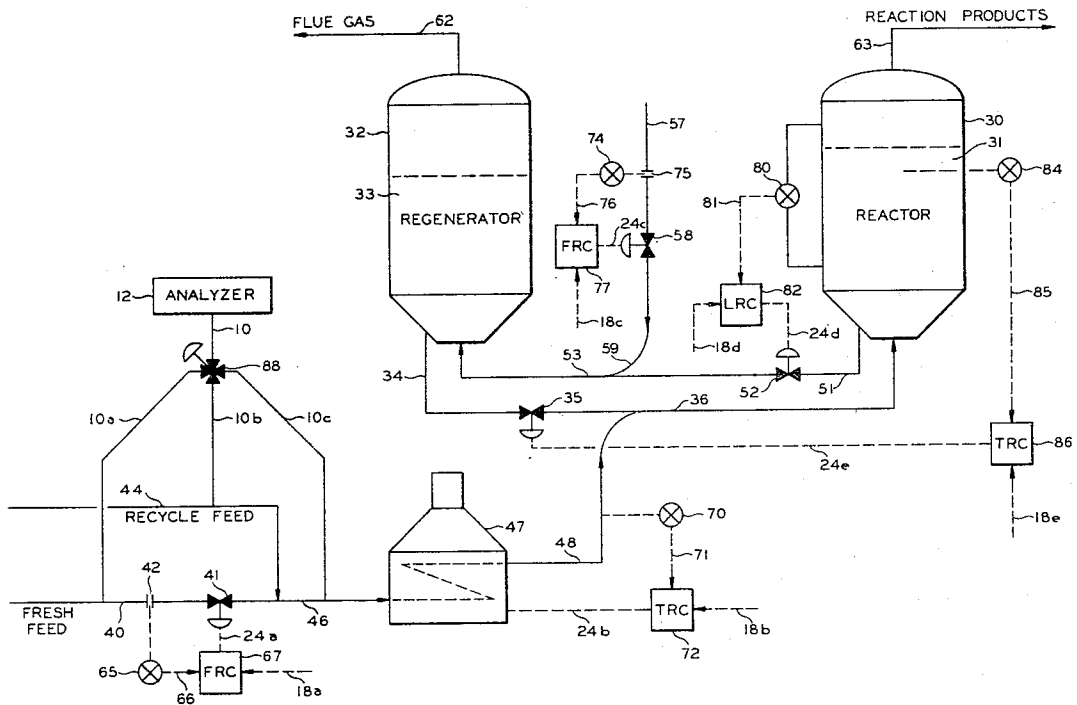 FLUE GAS
62
REACTION PRODUCTS
63
32
57
30
74
31
75
80
84
33
76
81
REGENERATOR
24c
58
REACTOR
FRC
77
82
85
12
ANALYZER
LRC
18c
24d
10
59
18d
88
34
53
52
51
35
36
10a
10b
10c
TRC
86
24e
44
47
70
RECYCLE FEED
18e
48
71
42
41
FRESH FEED
40
46
TRC
24b
18b
24a
72
67
65
66
FRC
18a